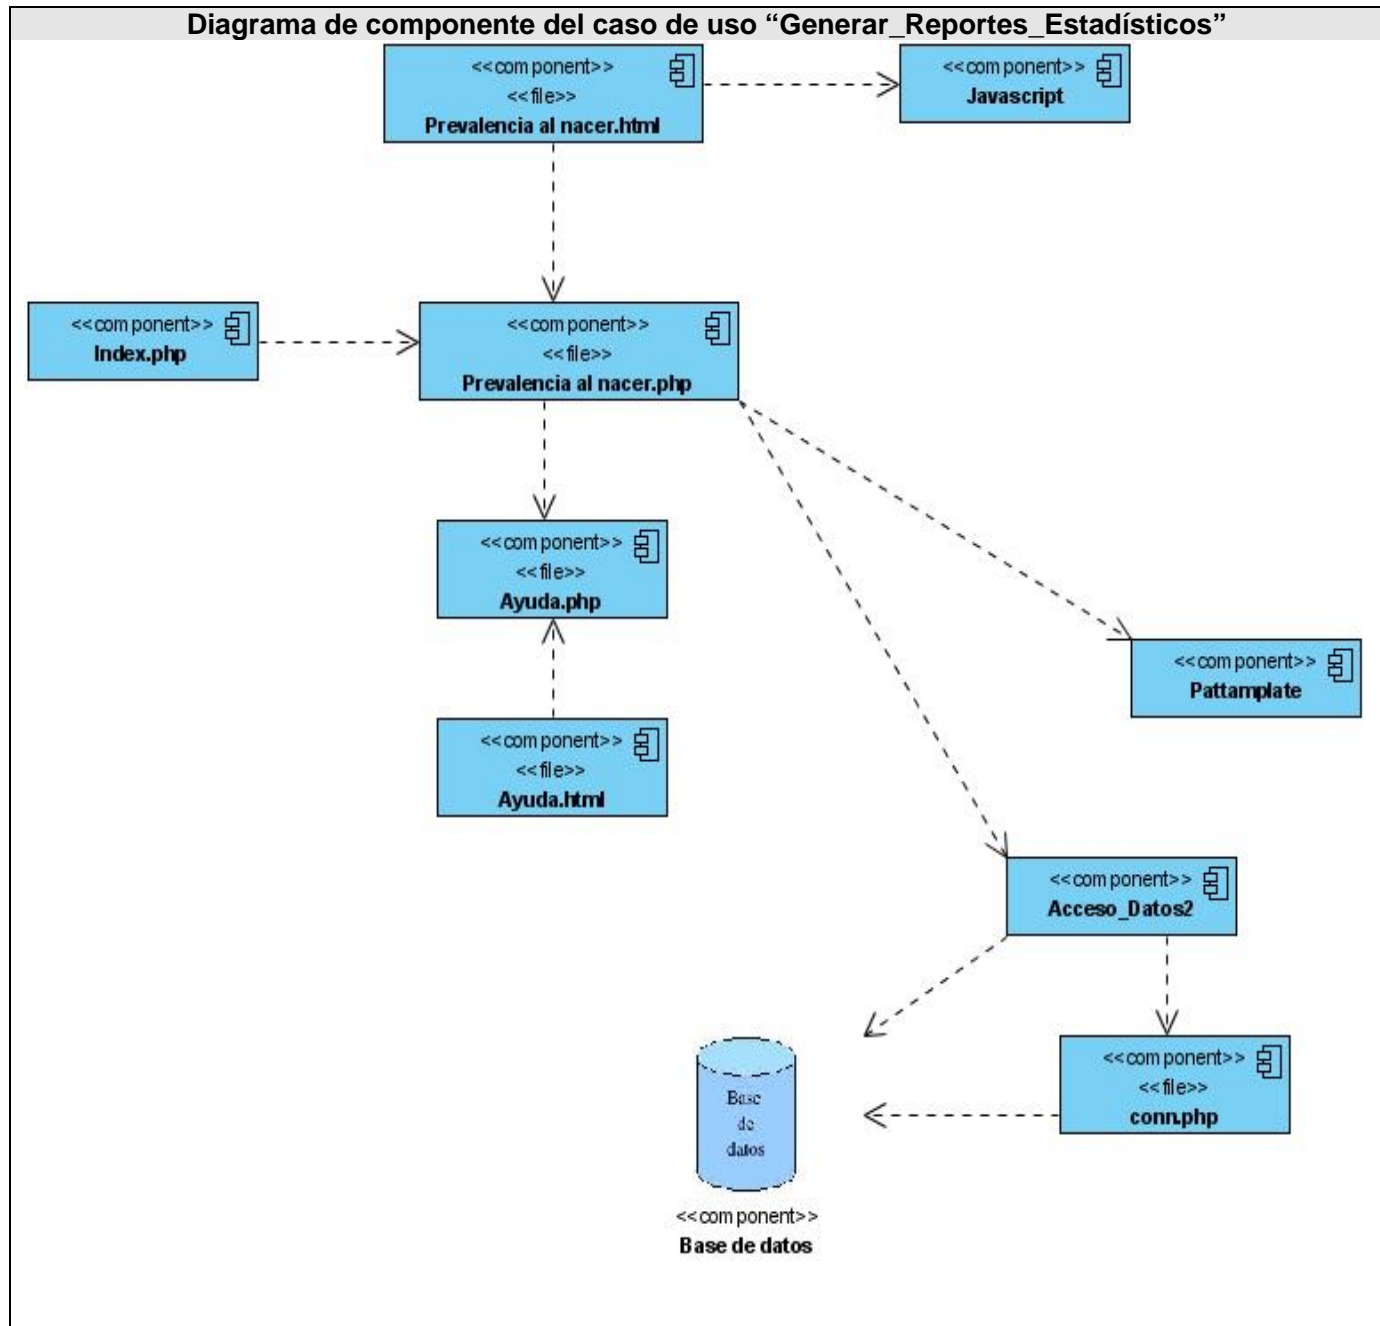 Diagrama de componente del caso de uso “Generar_Reportes_Estadísticos”
<<component>>
<<file>>
Prevalencia al nacer.html
<<component>>
Javascript
<<component>>
Index.php
<<component>>
<<file>>
Prevalencia al nacer.php
<<component>>
<<file>>
Ayuda.php
<<component>>
Pattamplate
<<component>>
<<file>>
Ayuda.html
<<component>>
Acceso_Datos2
<<component>>
<<file>>
conn.php
Base
de
datos
<<component>>
Base de datos